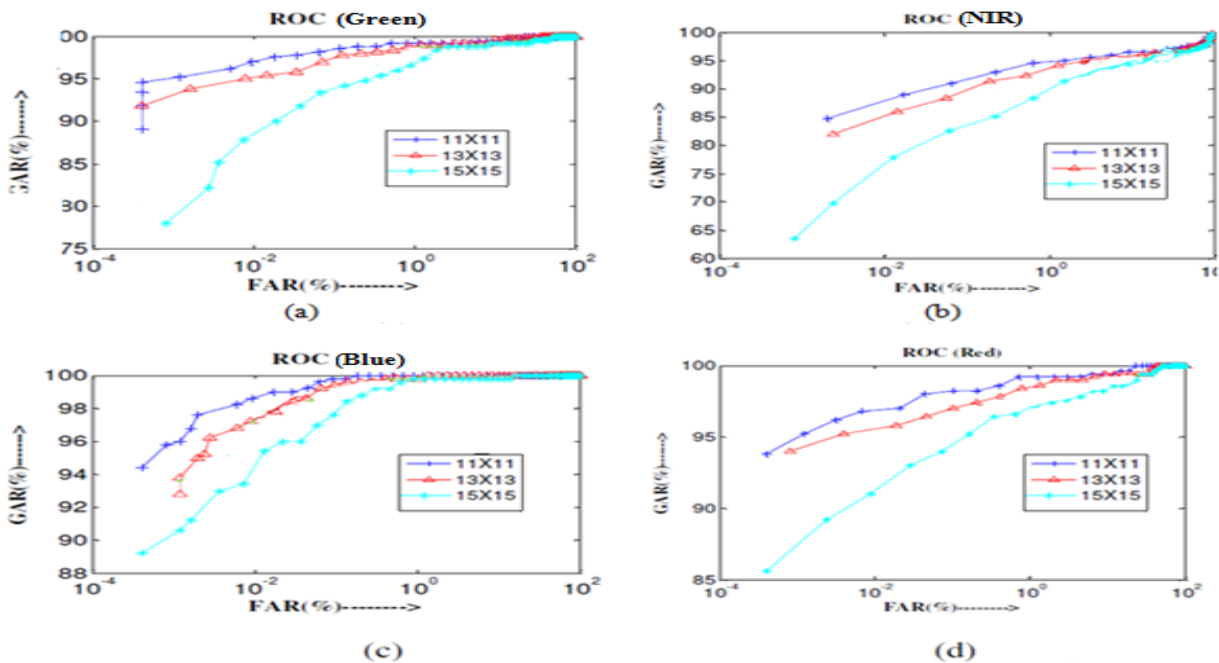 ROC (Green)
100
95
90
85
80
75
GAR(%)----->
11X11
13X13
15X15
10^-4
10^-2
10^0
10^2
FAR(%)-------->
(a)
ROC (NIR)
100
95
90
85
80
75
70
65
60
GAR(%)----->
11X11
13X13
15X15
10^-4
10^-2
10^0
FAR(%)-------->
(b)
ROC (Blue)
100
98
96
94
92
90
88
GAR(%)----->
11X11
13X13
15X15
10^-4
10^-2
10^0
10^2
FAR(%)-------->
(c)
ROC (Red)
100
95
90
85
GAR(%)----->
11X11
13X13
15X15
10^-4
10^-2
10^0
10^2
FAR(%)-------->
(d)